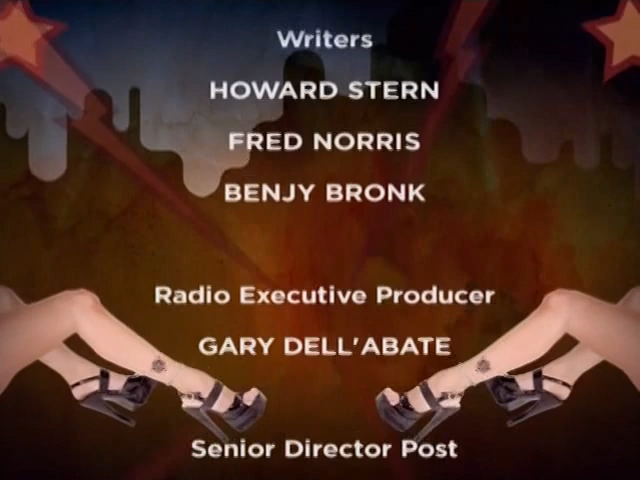 Writers
HOWARD STERN
FRED NORRIS
BENJY BRONK
Radio Executive Producer
GARY DELL'ABATE
Senior Director Post